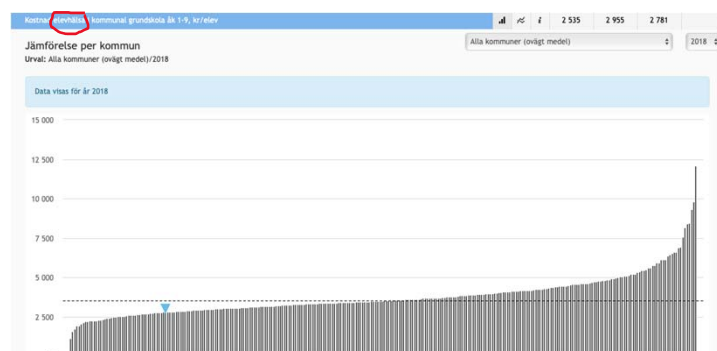 Kostnad elevhälsa kommunal grundskola åk 1-9, kr/elev i 2 535 2 955 2 781
Jämförelse per kommun
Alla kommuner (ovägt medel) 2018
Urval: Alla kommuner (ovägt medel)/2018
Data visas för år 2018
15 000
12 500
10 000
7 500
5 000
2 500